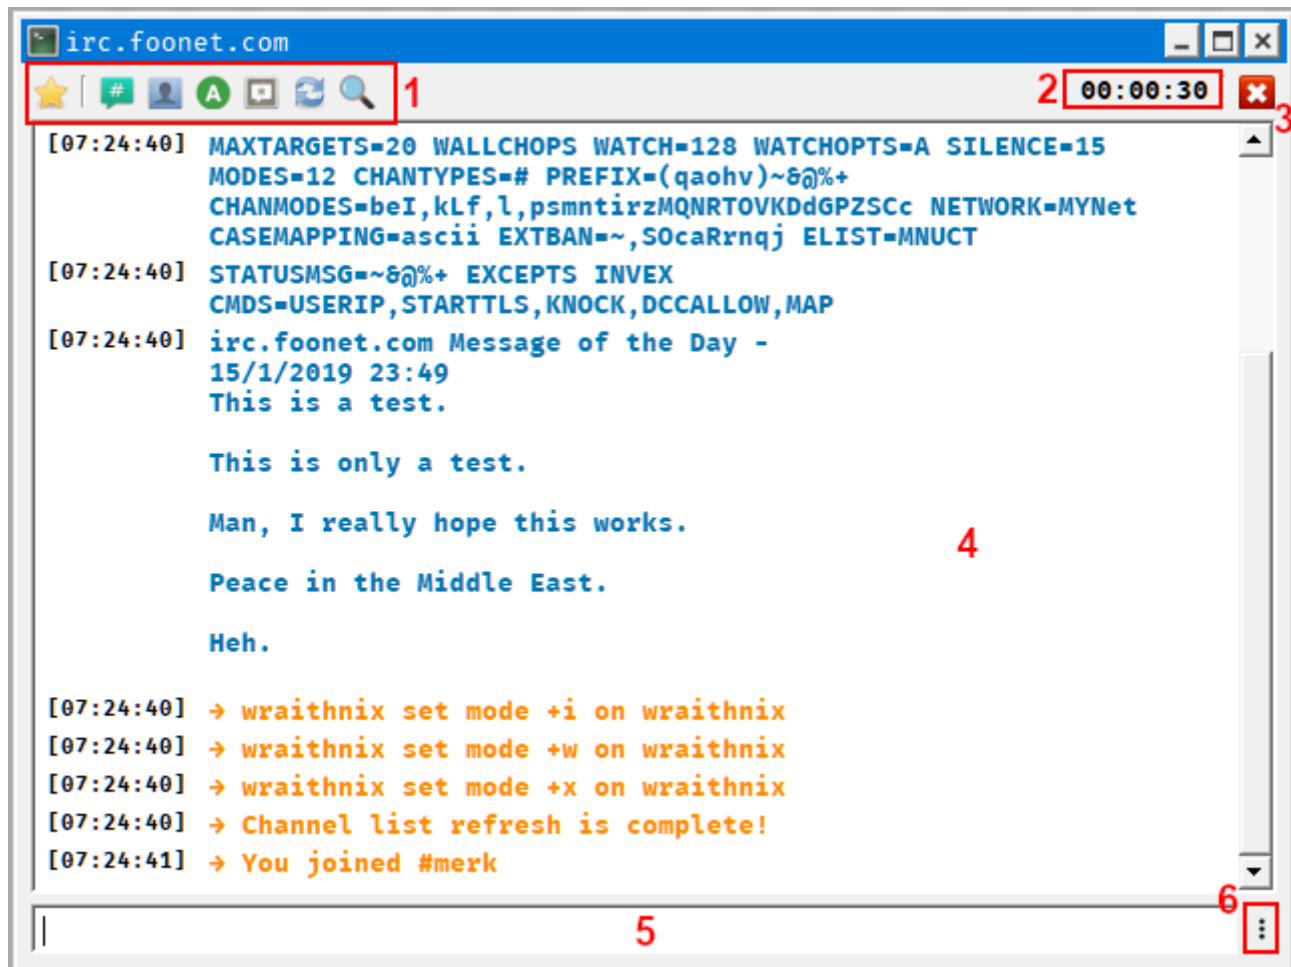 irc.foonet.com
# A 1 2 00:00:30
3
[07:24:40] MAXTARGETS=20 WALLCHOPS WATCH=128 WATCHOPTS=A SILENCE=15
MODES=12 CHANTYPES=# PREFIX=(qaohv)~&@%+
CHANMODES=beI,kLf,l,psmntirzMQNRTOVKDdGPZSCc NETWORK=MYNet
CASEMAPPING=ascii EXTBAN=~,SOcaRrnqj ELIST=MNUCT
[07:24:40] STATUSMSG=~&@%+ EXCEPTS INVEX
CMDS=USERIP,STARTTLS,KNOCK,DCCALLOW,MAP
[07:24:40] irc.foonet.com Message of the Day -
15/1/2019 23:49
This is a test.
This is only a test.
Man, I really hope this works.
4
Peace in the Middle East.
Heh.
[07:24:40] → wraithnix set mode +i on wraithnix
[07:24:40] → wraithnix set mode +w on wraithnix
[07:24:40] → wraithnix set mode +x on wraithnix
[07:24:40] → Channel list refresh is complete!
[07:24:41] → You joined #merk
6
5